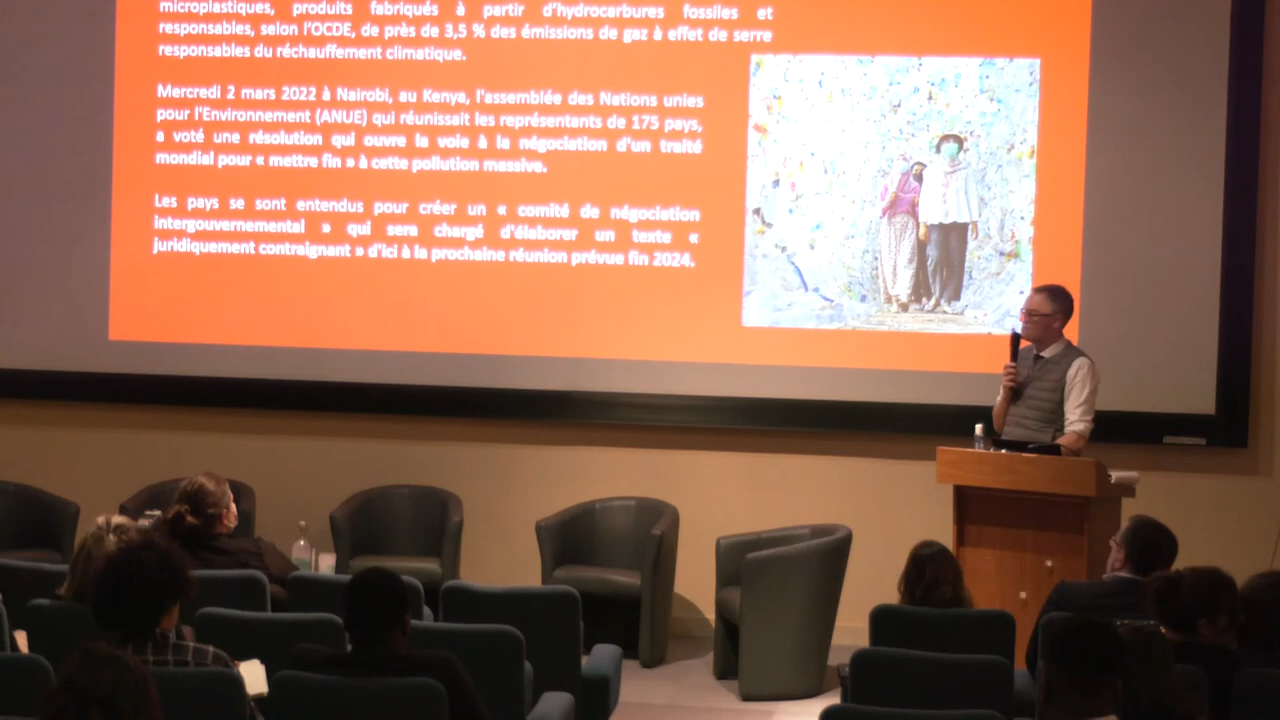 microplastiques, produits fabriqués à partir d'hydrocarbures fossiles et
responsables, selon l'OCDE, de près de 3,5 % des émissions de gaz à effet de serre
responsables du réchauffement climatique.
Mercredi 2 mars 2022 à Nairobi, au Kenya, l'assemblée des Nations unies
pour l'Environnement (ANUE) qui réunissait les représentants de 175 pays,
a voté une résolution qui ouvre la voie à la négociation d'un traité
mondial pour « mettre fin » à cette pollution massive.
Les pays se sont entendus pour créer un « comité de négociation
intergouvernemental » qui sera chargé d'élaborer un texte «
juridiquement contraignant » d'ici à la prochaine réunion prévue fin 2024.